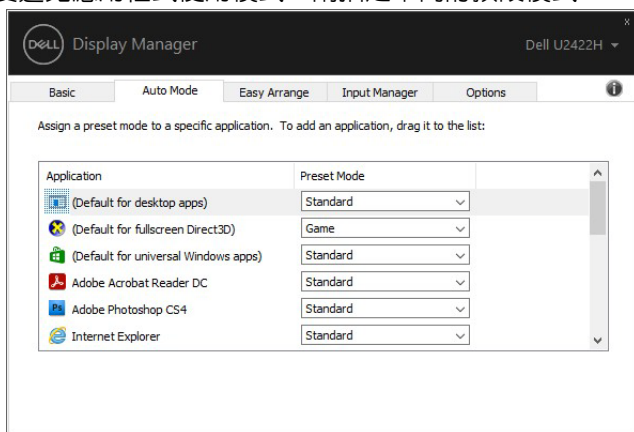 DELL Display Manager
Dell U2422H
x
Basic Auto Mode Easy Arrange Input Manager Options
Assign a preset mode to a specific application. To add an application, drag it to the list:
Application Preset Mode
(Default for desktop apps) Standard
(Default for fullscreen Direct3D) Game
(Default for universal Windows apps) Standard
Adobe Acrobat Reader DC Standard
Ps Adobe Photoshop CS4 Standard
Internet Explorer Standard